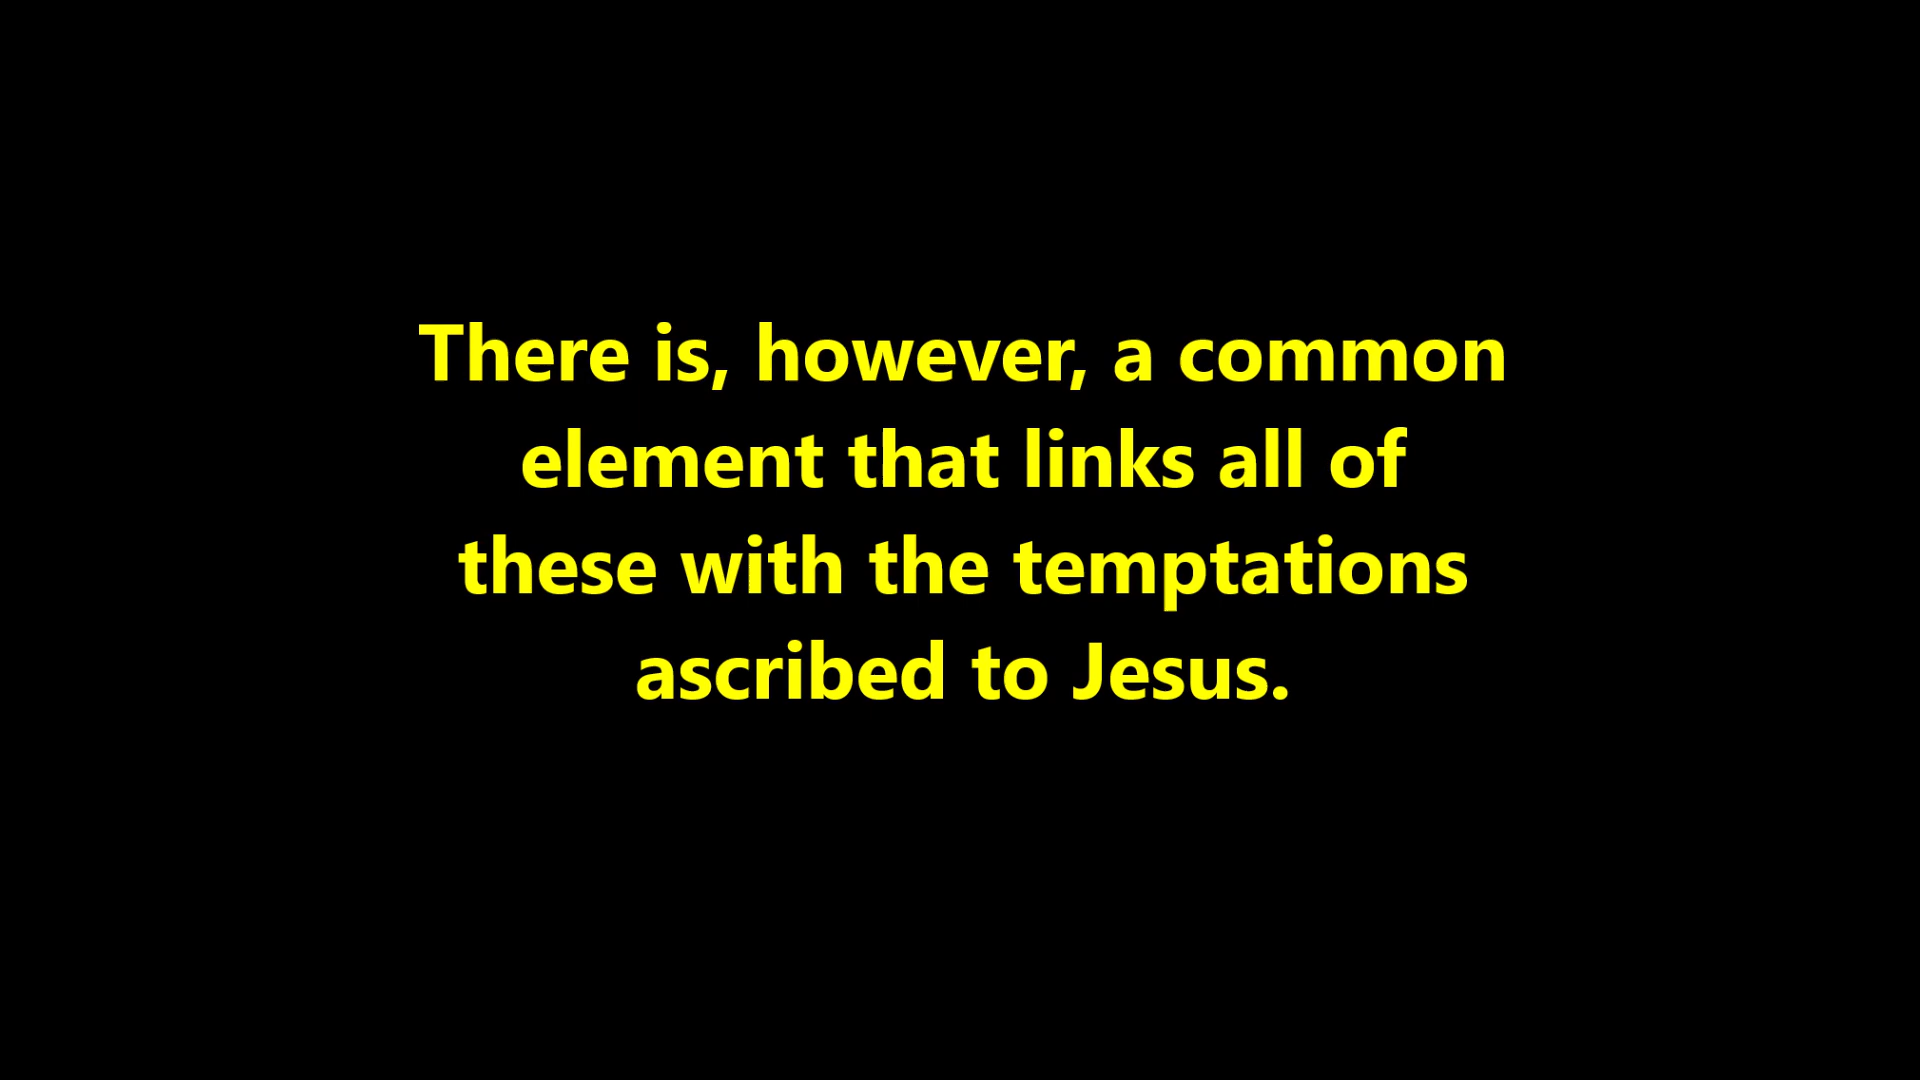 There is, however, a common
element that links all of
these with the temptations
ascribed to Jesus.